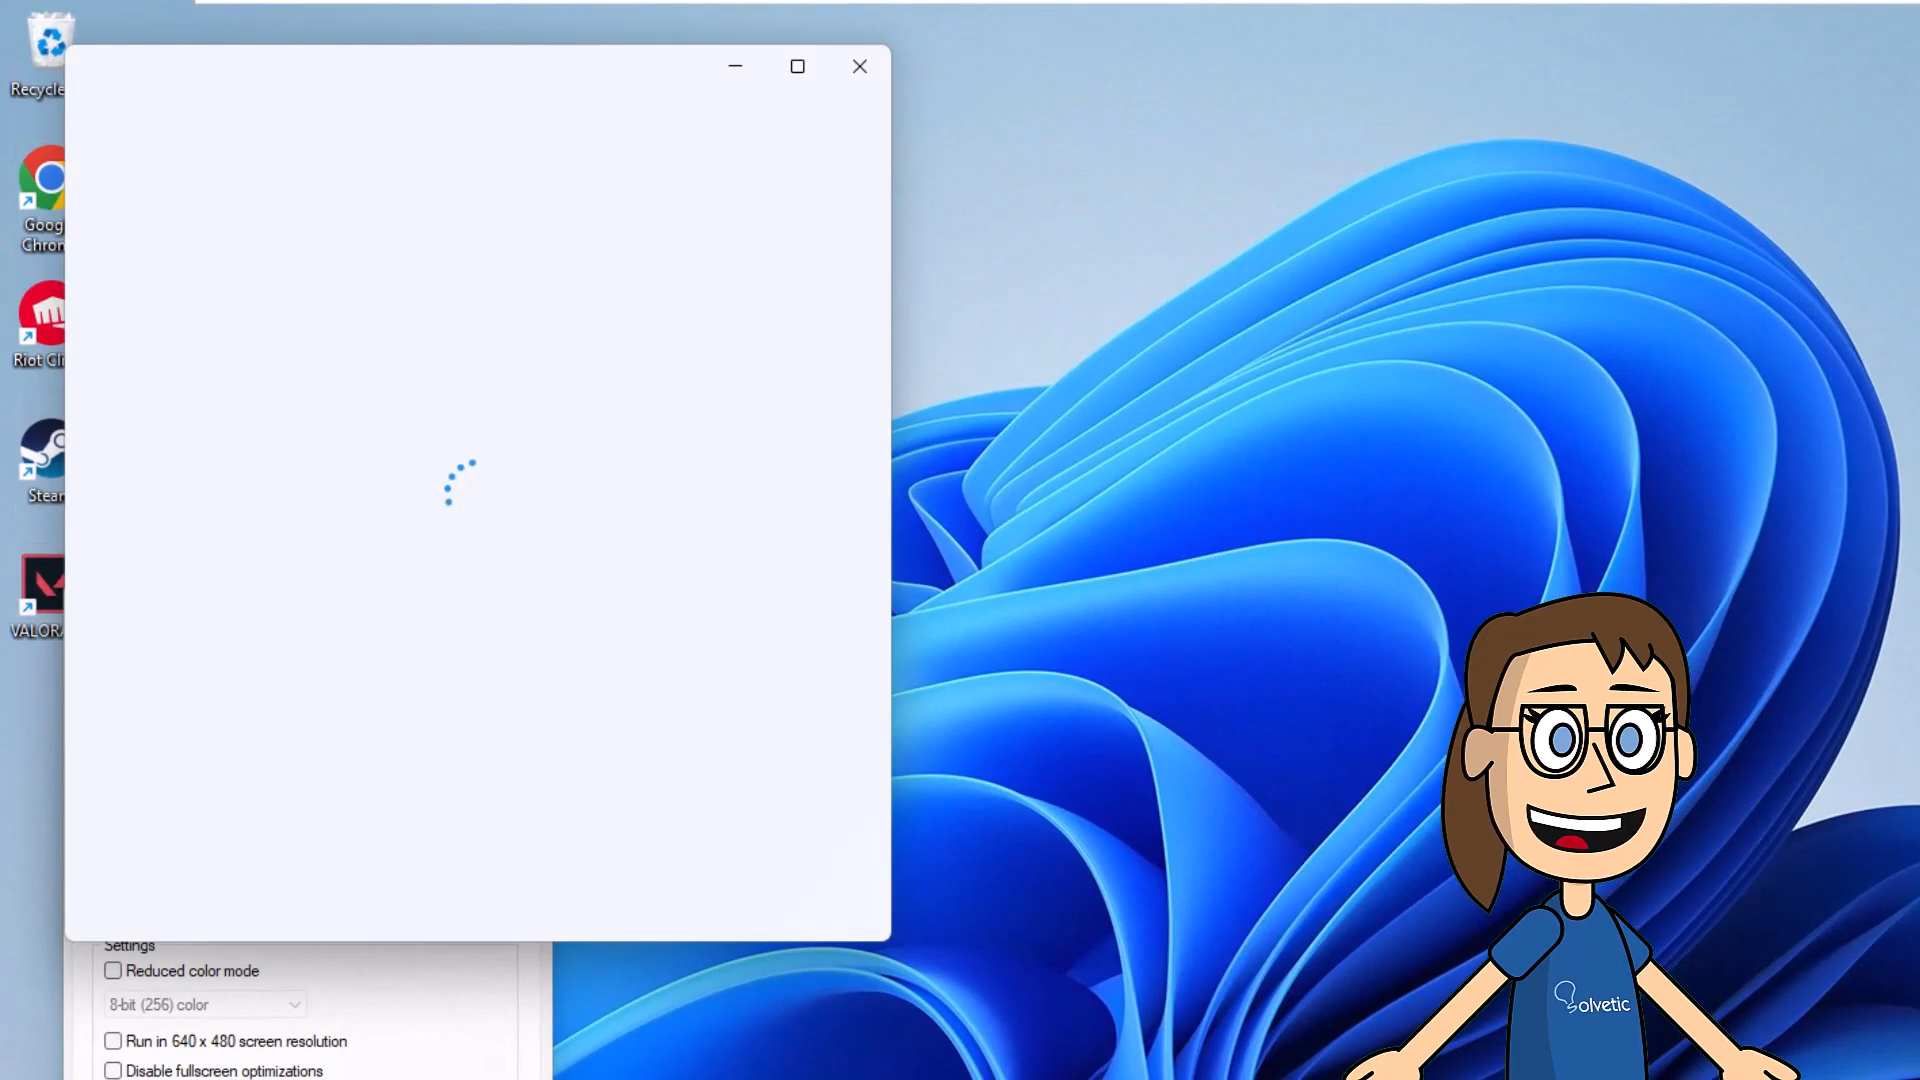 Recycle
Goog
Chron
Riot Cli
Stear
VALOR
Settings
Reduced color mode
8-bit (256) color
Run in 640 x 480 screen resolution
Disable fullscreen optimizations
Solvetic